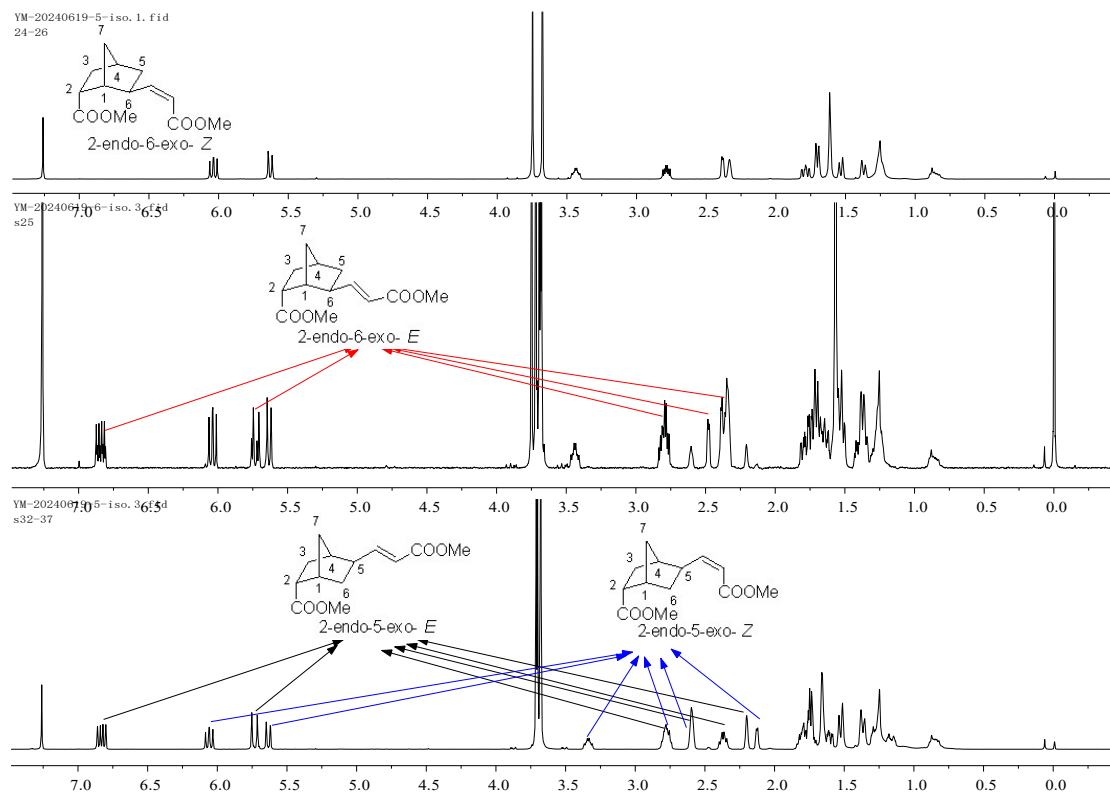 YM-20240619-5-iso.1.fid
24-26
7
3
5
4
2
1
6
COOMe
COOMe
2-endo-6-exo- Z
7.0 6.5 6.0 5.5 5.0 4.5 4.0 3.5 3.0 2.5 2.0 1.5 1.0 0.5 0.0
YM-20240619-6-iso.3.fid
s25
7
3
5
4
2
1
6
COOMe
COOMe
2-endo-6-exo- E
7.0 6.5 6.0 5.5 5.0 4.5 4.0 3.5 3.0 2.5 2.0 1.5 1.0 0.5 0.0
YM-20240619-5-iso.3.fid
s32-37
7
3
4
5
2
1
6
COOMe
COOMe
2-endo-5-exo- E
7
3
4
5
2
1
6
COOMe
COOMe
2-endo-5-exo- Z
7.0 6.5 6.0 5.5 5.0 4.5 4.0 3.5 3.0 2.5 2.0 1.5 1.0 0.5 0.0